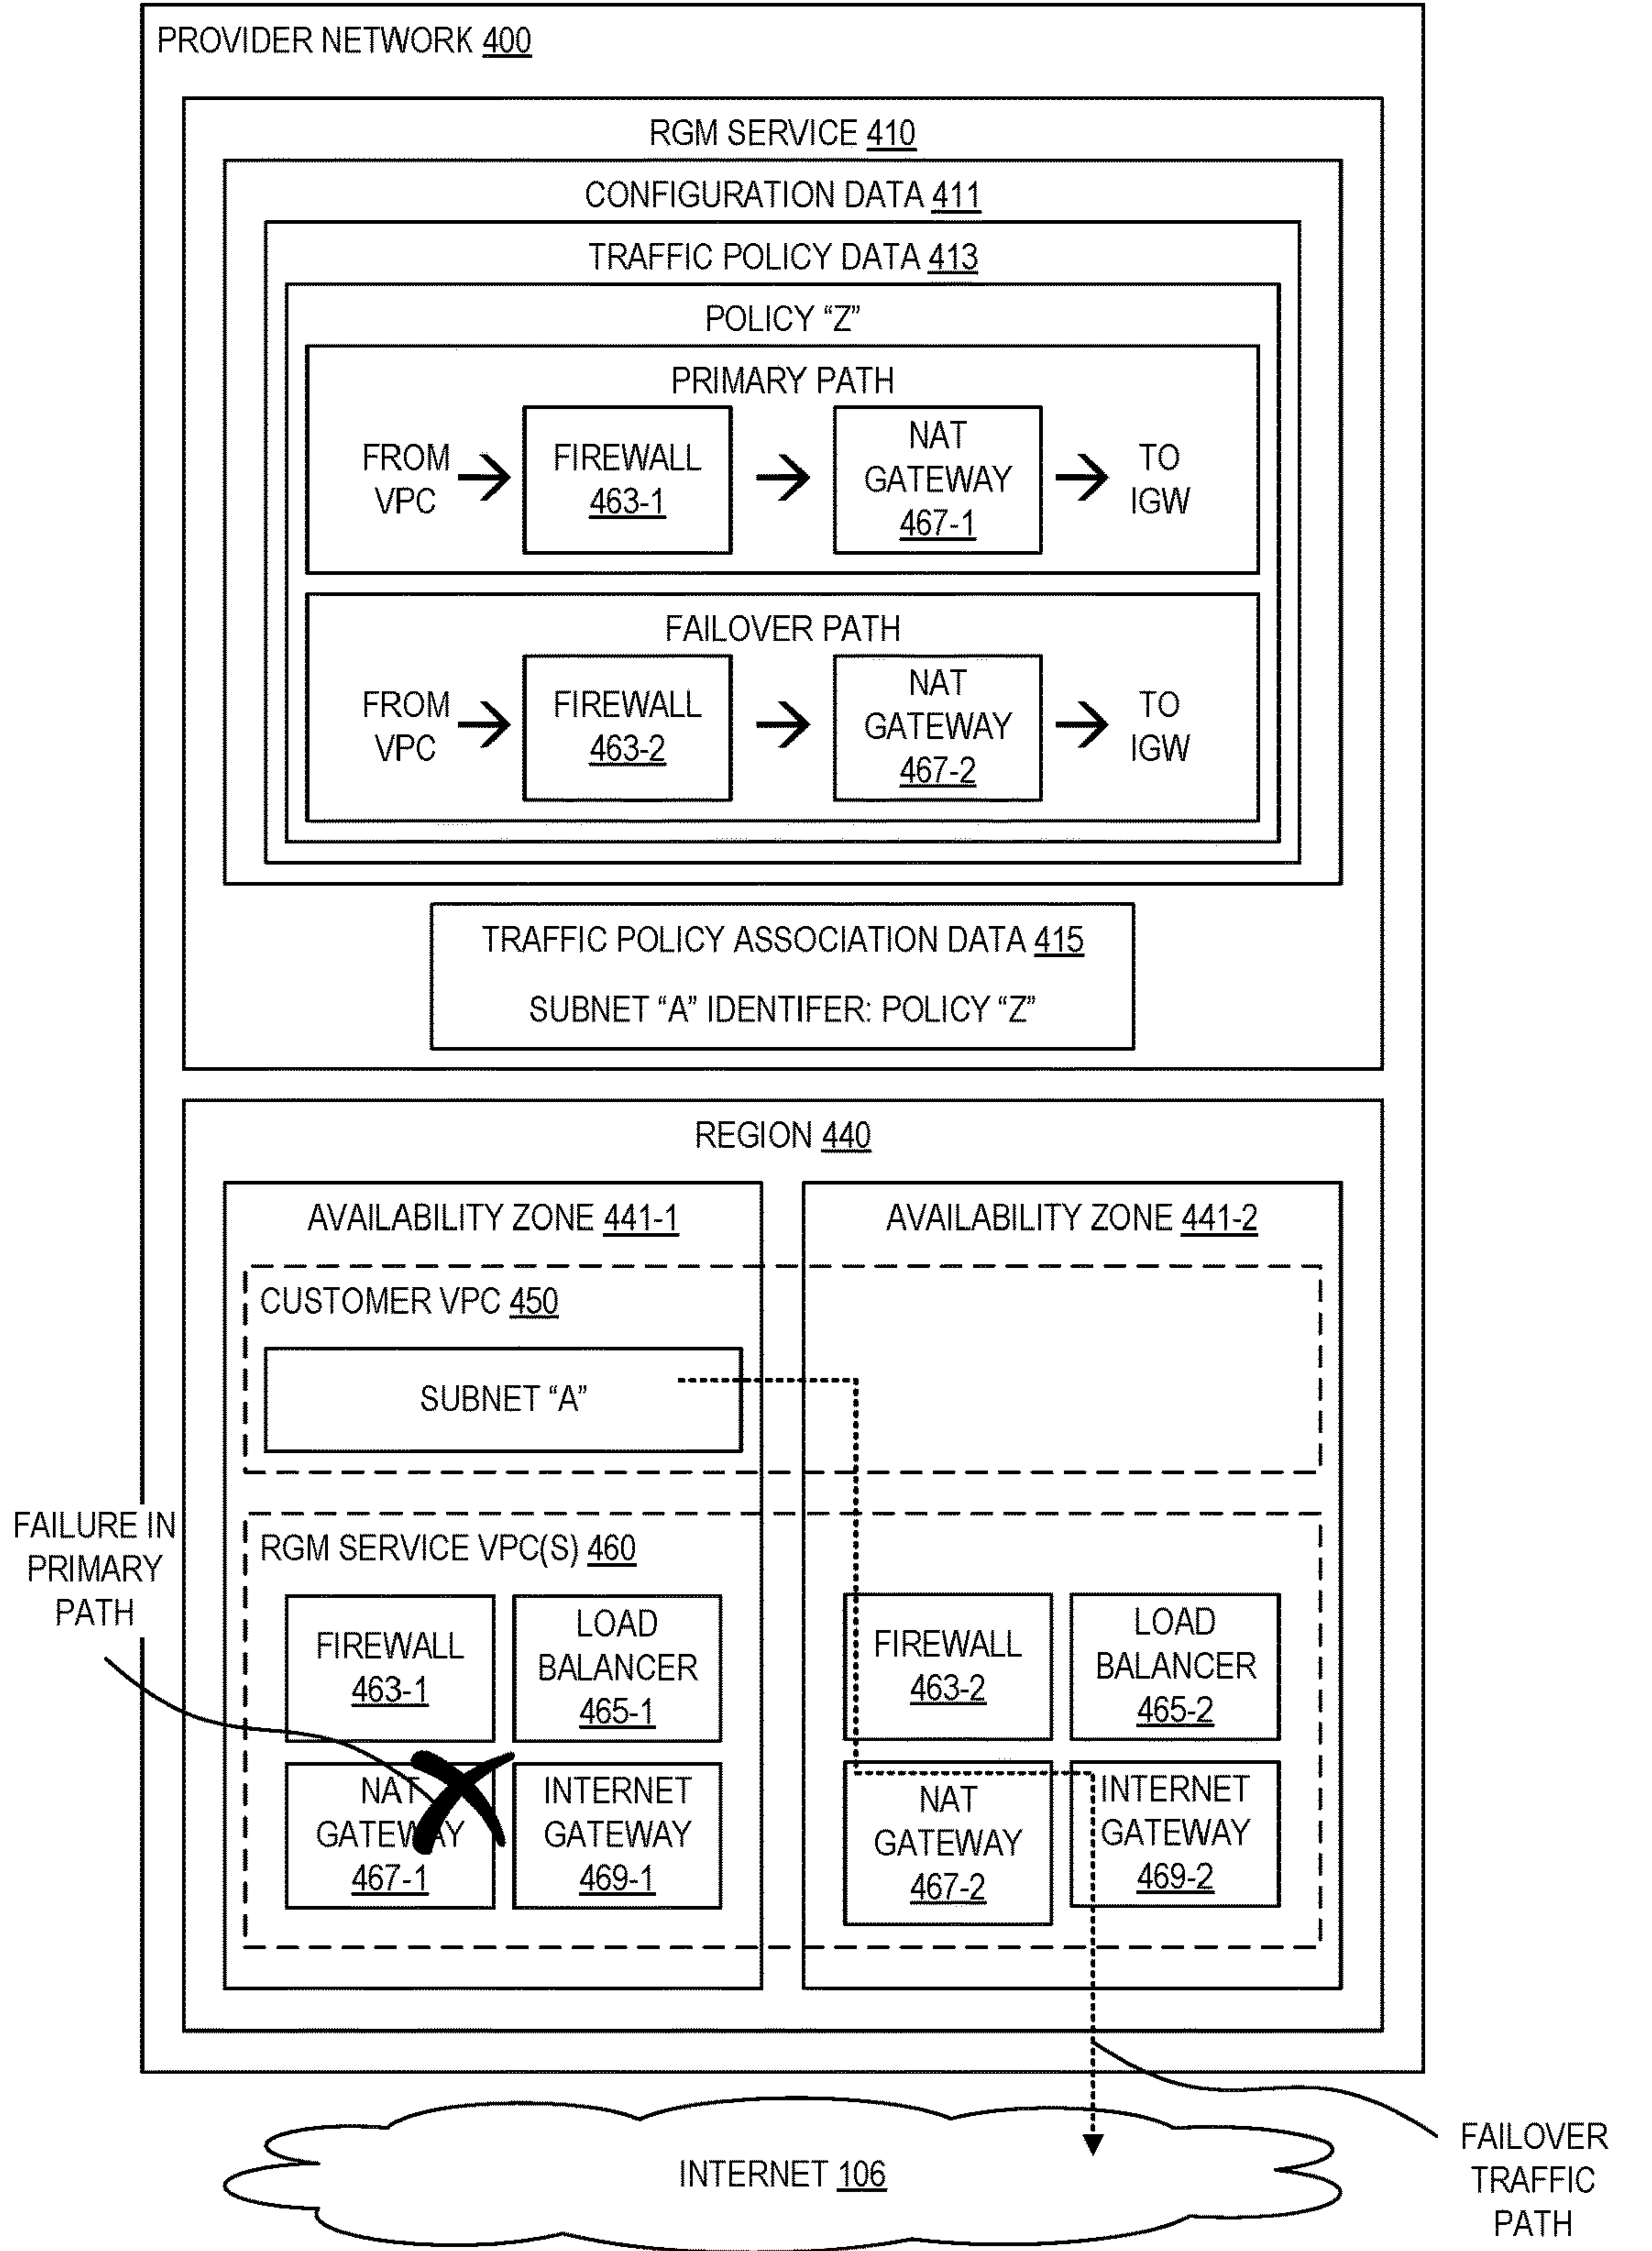 PROVIDER NETWORK 400
RGM SERVICE 410
CONFIGURATION DATA 411
TRAFFIC POLICY DATA 413
POLICY “Z”
PRIMARY PATH
FROM
VPC
FIREWALL
463-1
NAT
GATEWAY
467-1
TO
IGW
FAILOVER PATH
FROM
VPC
FIREWALL
463-2
NAT
GATEWAY
467-2
TO
IGW
TRAFFIC POLICY ASSOCIATION DATA 415
SUBNET “A” IDENTIFER: POLICY “Z”
REGION 440
AVAILABILITY ZONE 441-1
AVAILABILITY ZONE 441-2
CUSTOMER VPC 450
SUBNET “A”
FAILURE IN
PRIMARY
PATH
RGM SERVICE VPC(S) 460
FIREWALL
463-1
LOAD
BALANCER
465-1
FIREWALL
463-2
LOAD
BALANCER
465-2
NAT
GATEWAY
467-1
INTERNET
GATEWAY
469-1
NAT
GATEWAY
467-2
INTERNET
GATEWAY
469-2
INTERNET 106
FAILOVER
TRAFFIC
PATH